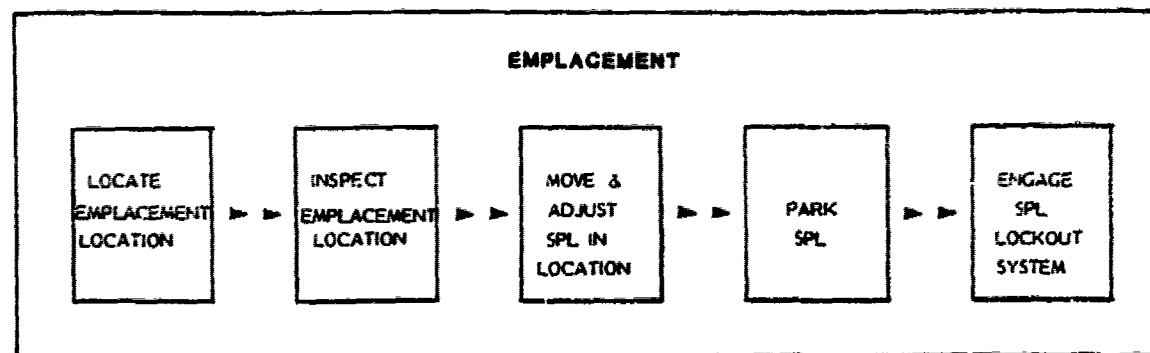 EMPLACEMENT
LOCATE
EMPLACEMENT
LOCATION
INSPECT
EMPLACEMENT
LOCATION
MOVE &
ADJUST
SPL IN
LOCATION
PARK
SPL
ENGAGE
SPL
LOCKOUT
SYSTEM